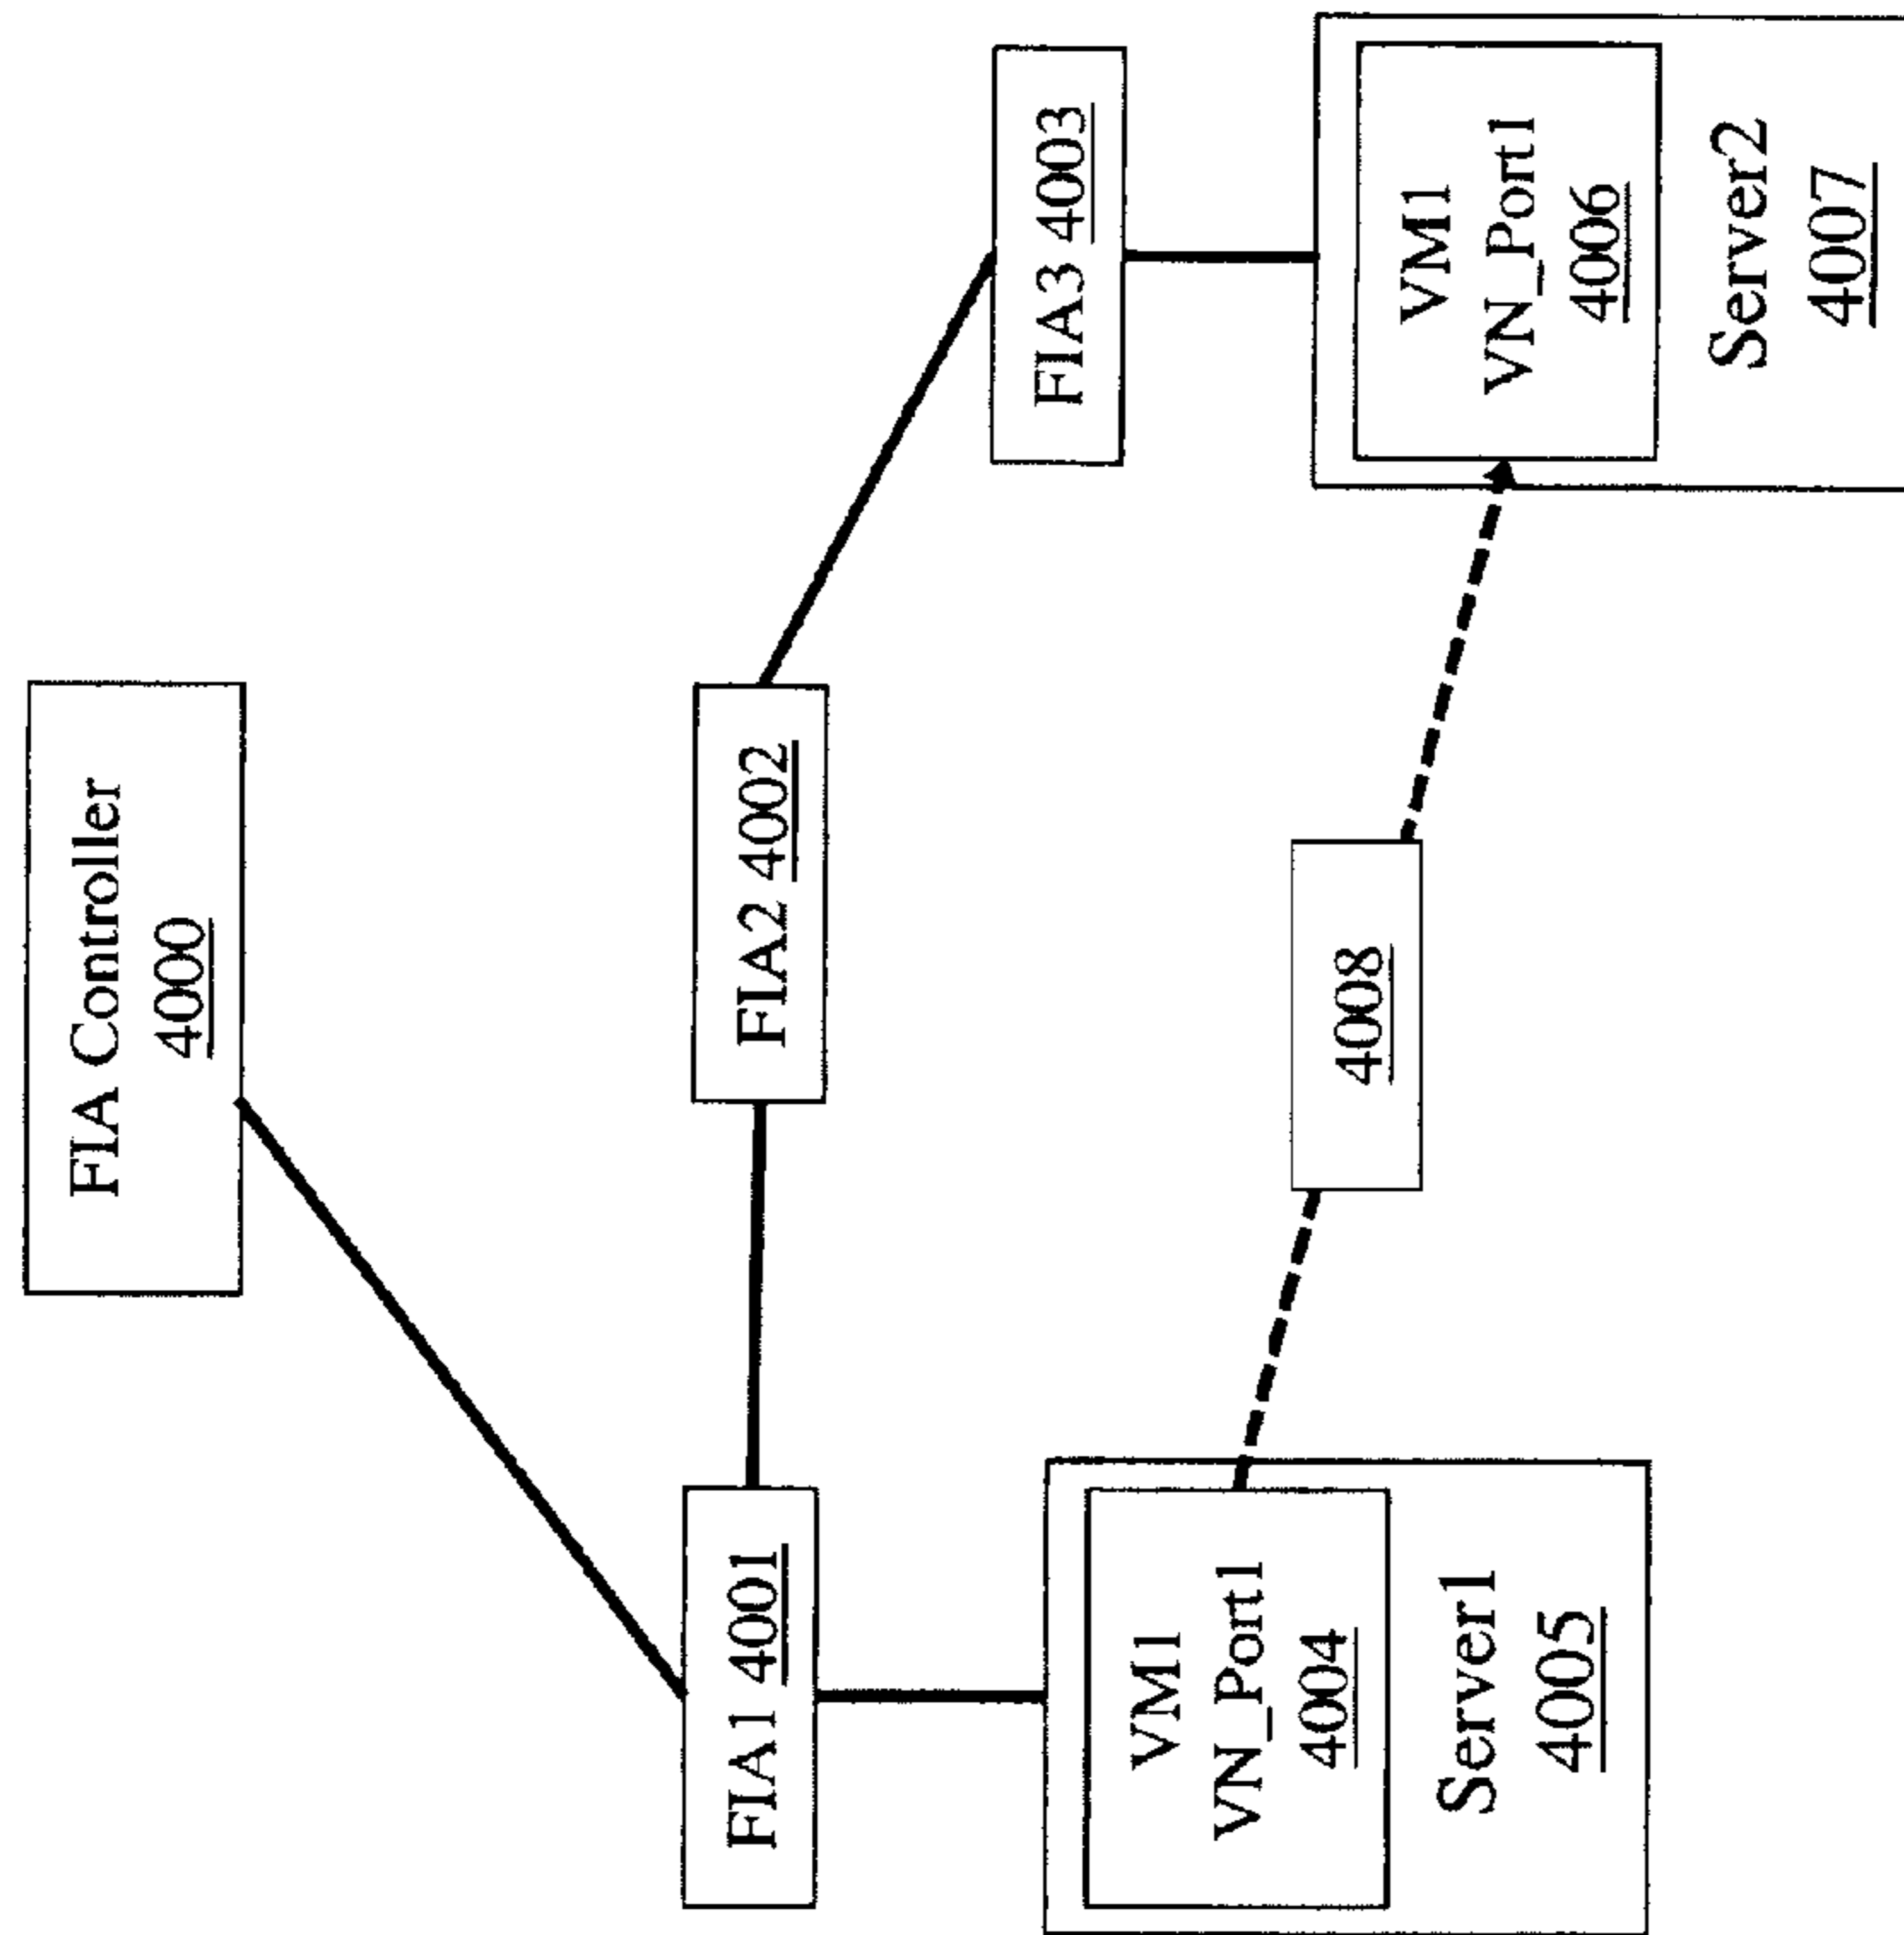 FIA Controller
4000
FIA1 4001
FIA2 4002
FIA3 4003
VM1
VN_Port1
4004
Server1
4005
4008
VM1
VN_Port1
4006
Server2
4007